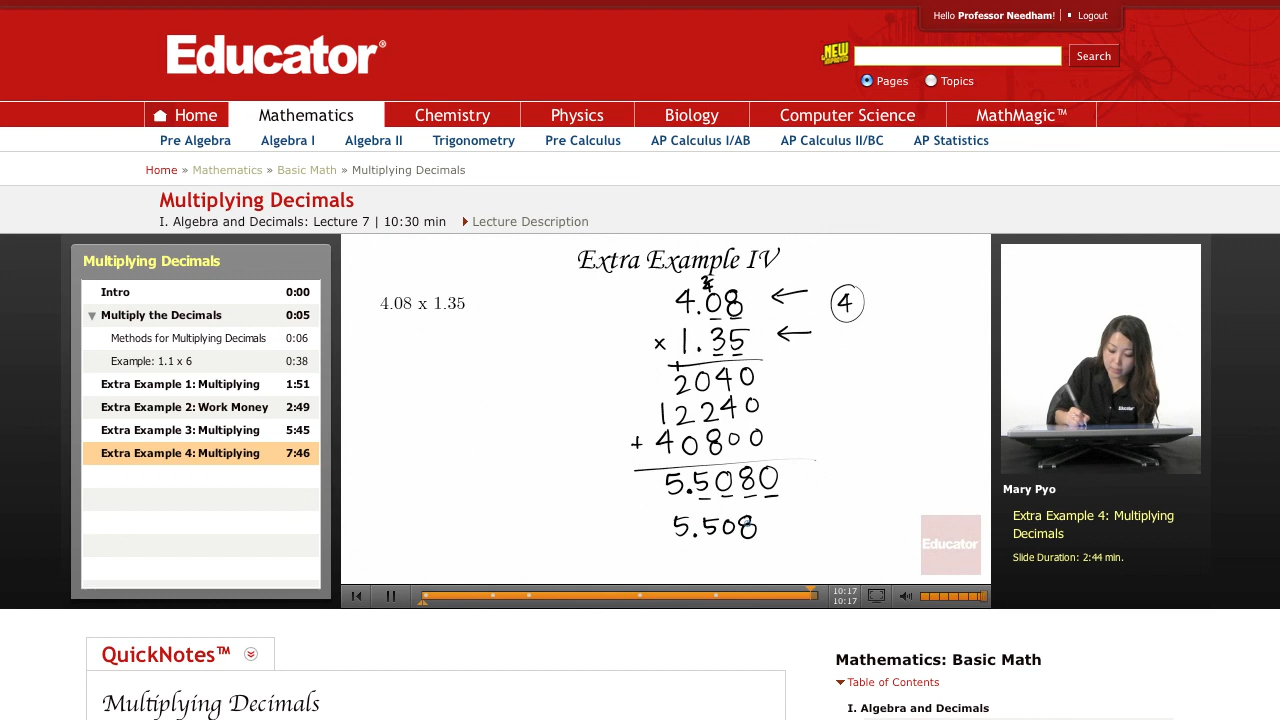 Hello Professor Needham! Logout
Educator®
NEW
Search
Pages Topics
Home Mathematics Chemistry Physics Biology Computer Science MathMagic™
Pre Algebra Algebra I Algebra II Trigonometry Pre Calculus AP Calculus I/AB AP Calculus II/BC AP Statistics
Home » Mathematics » Basic Math » Multiplying Decimals
Multiplying Decimals
I. Algebra and Decimals: Lecture 7 | 10:30 min Lecture Description
Multiplying Decimals
Intro 0:00
Multiply the Decimals 0:05
Methods for Multiplying Decimals 0:06
Example: 1.1 x 6 0:38
Extra Example 1: Multiplying 1:51
Extra Example 2: Work Money 2:49
Extra Example 3: Multiplying 5:45
Extra Example 4: Multiplying 7:46
Extra Example IV
4.08 x 1.35
4.08 ← 4
x 1.35 ←
2040
12240
+ 40800
5.5080
5.508
Educator
10:17
10:17
Educator
Mary Pyo
Extra Example 4: Multiplying
Decimals
Slide Duration: 2:44 min.
QuickNotes™
Multiplying Decimals
Mathematics: Basic Math
Table of Contents
I. Algebra and Decimals